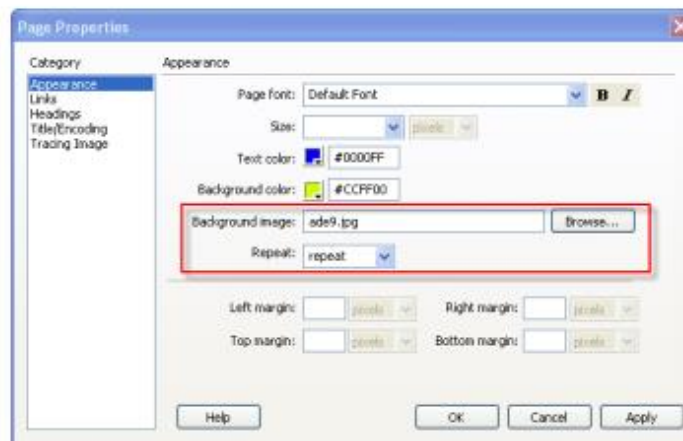 Page Properties
Category
Appearance
Links
Headings
Title/Encoding
Tracing Image
Appearance
Page font: Default Font B I
Size: pixels
Text color: #0000FF
Background color: #CCFF00
Background image: ade9.jpg Browse...
Repeat: repeat
Left margin: pixels Right margin: pixels
Top margin: pixels Bottom margin: pixels
Help OK Cancel Apply